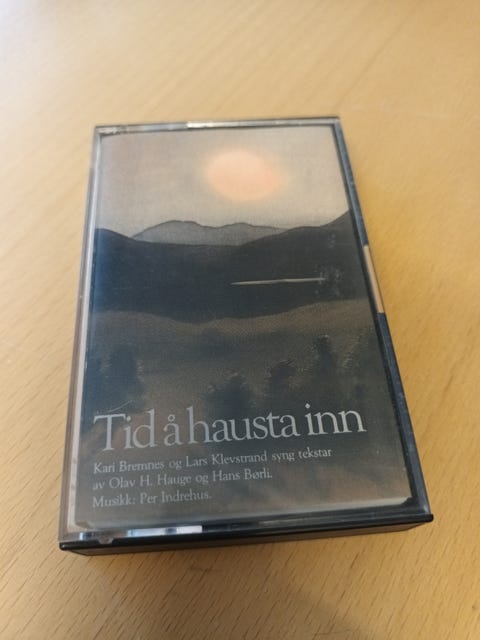 Tid å hausta inn
Kari Bremnes og Lars Klevstrand syng tekstar
av Olav H. Hauge og Hans Børli.
Musikk: Per Indrehus.